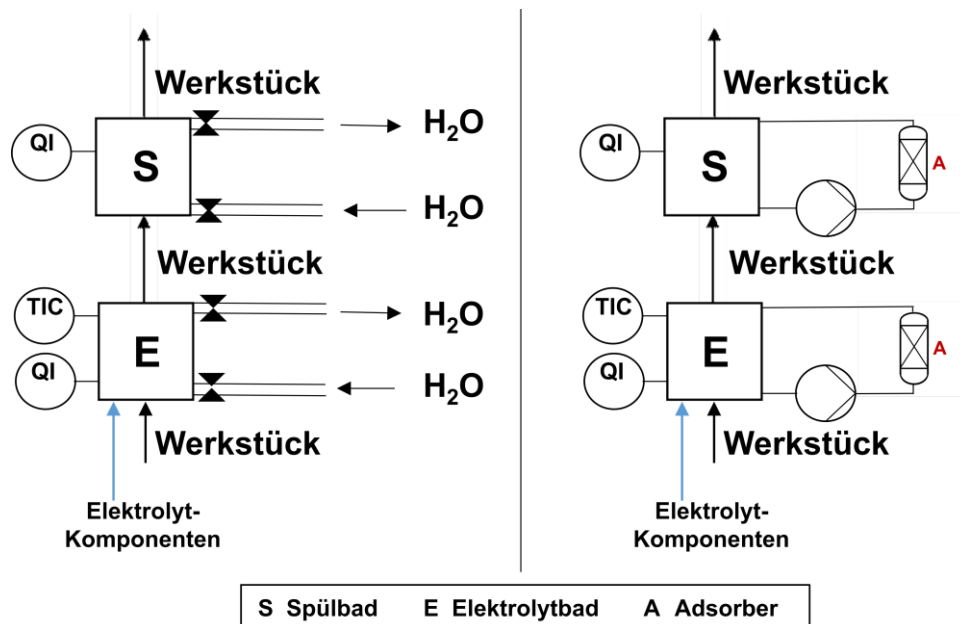 Werkstück
QI
S
H₂O
H₂O
Werkstück
TIC
QI
E
H₂O
H₂O
Werkstück
Elektrolyt-
Komponenten
Werkstück
QI
S
A
Werkstück
TIC
QI
E
A
Werkstück
Elektrolyt-
Komponenten
S Spülbad E Elektrolytbad A Adsorber